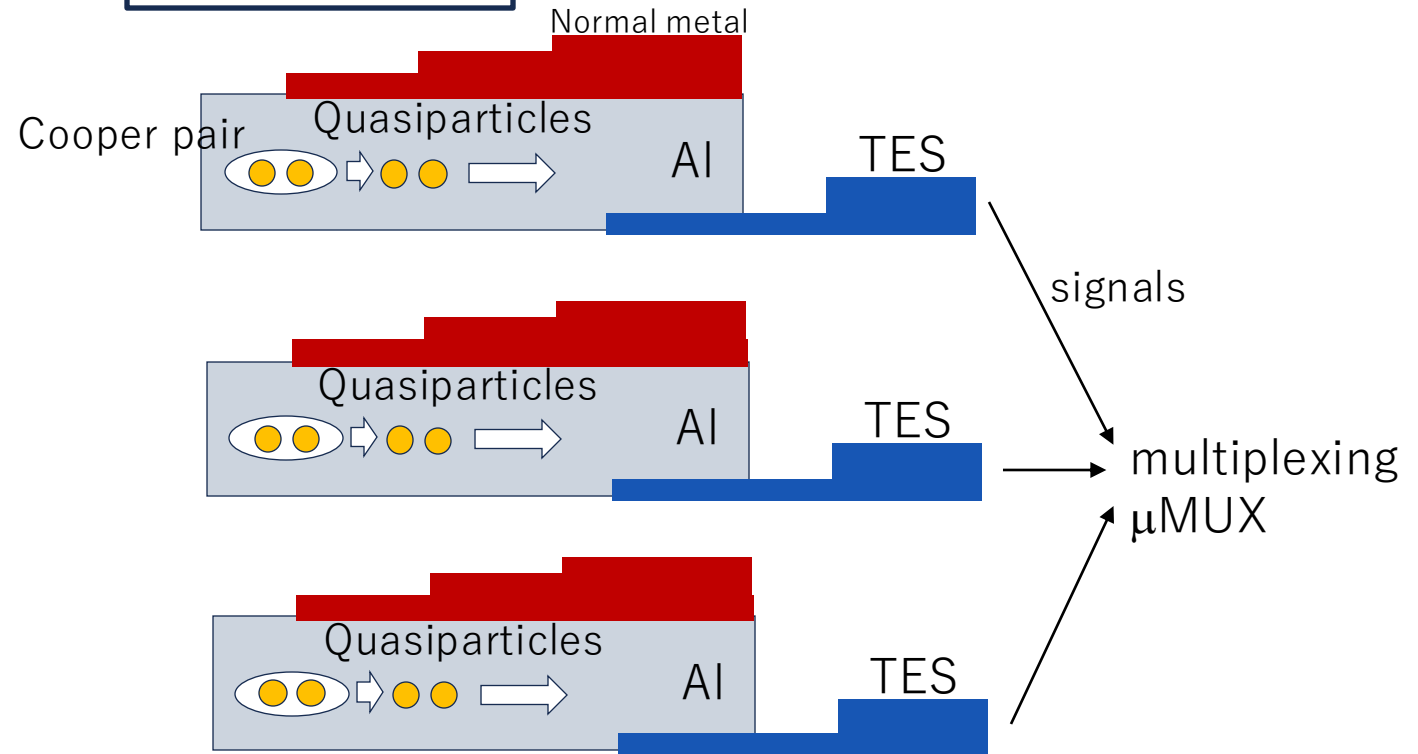 Normal metal
Cooper pair
Quasiparticles
Al
TES
signals
Quasiparticles
Al
TES
multiplexing
μMUX
Quasiparticles
Al
TES